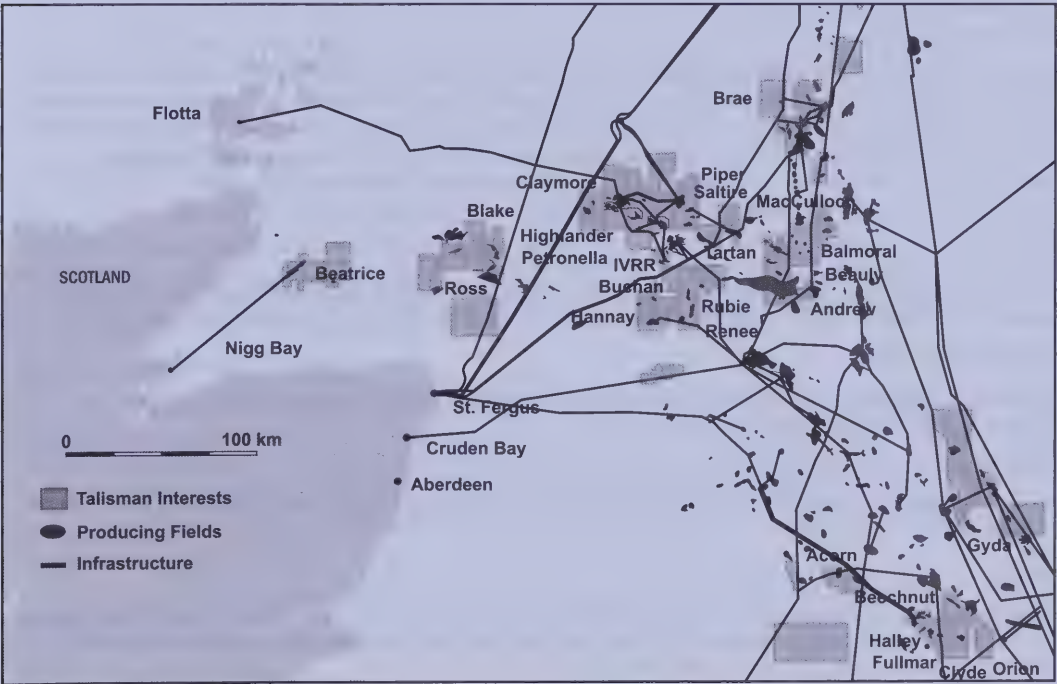 Flotta
Brae
Claymore
Piper
Saltire
MacCulloch
Blake
Highlander
Petronella
Tartan
Balmoral
SCOTLAND
Beatrice
Ross
IVRR
Buchan
Beauly
Hannay
Rubie
Andrew
Renee
Nigg Bay
St. Fergus
0 100 km
Cruden Bay
Aberdeen
Talisman Interests
Producing Fields
Infrastructure
Gyda
Acorn
Beechnut
Halley
Fullmar
Clyde Orion